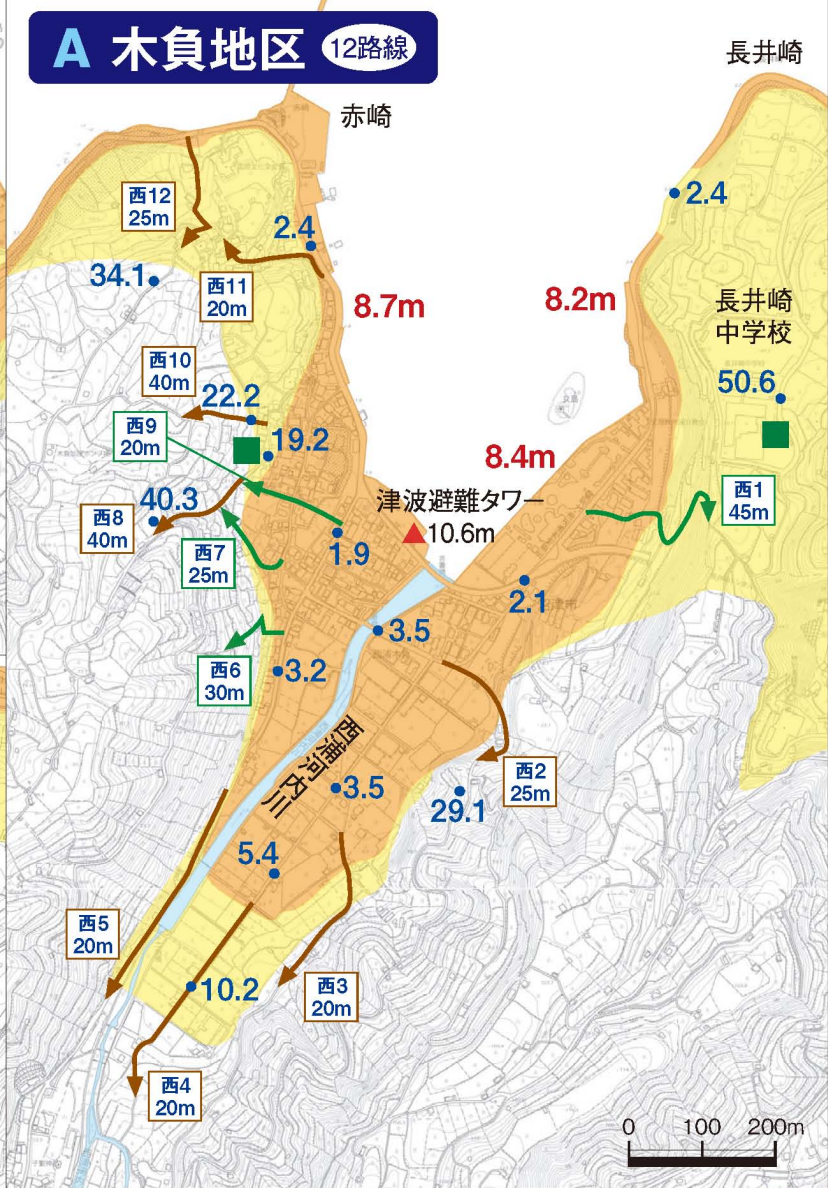 A 木負地区 12路線
長井崎
赤崎
西12
25m
2.4
2.4
34.1
西11
20m
8.7m
8.2m
長井崎
中学校
西10
40m
22.2
50.6
西9
20m
19.2
8.4m
40.3
津波避難タワー
10.6m
西1
45m
西8
40m
西7
25m
1.9
2.1
3.5
西6
30m
3.2
西浦河内川
西2
25m
3.5
29.1
5.4
西5
20m
10.2
西3
20m
西4
20m
0 100 200m